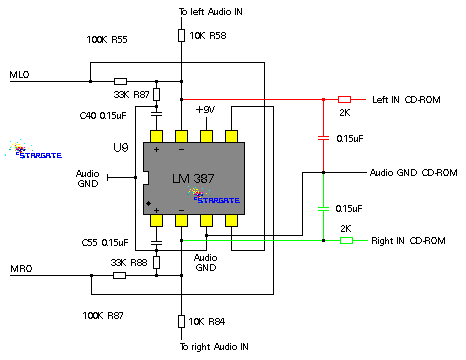 To left Audio IN
100K R55
10K R58
MLO
33K R87
C40 0.15uF
+9V
Left IN CD-ROM
2K
0.15uF
U9
+
-
STARGATE
Audio
GND
LM 387
Audio GND CD-ROM
STARGATE
0.15uF
+
-
2K
C55 0.15uF
Right IN CD-ROM
33K R88
Audio
GND
MRO
100K R87
10K R84
To right Audio IN